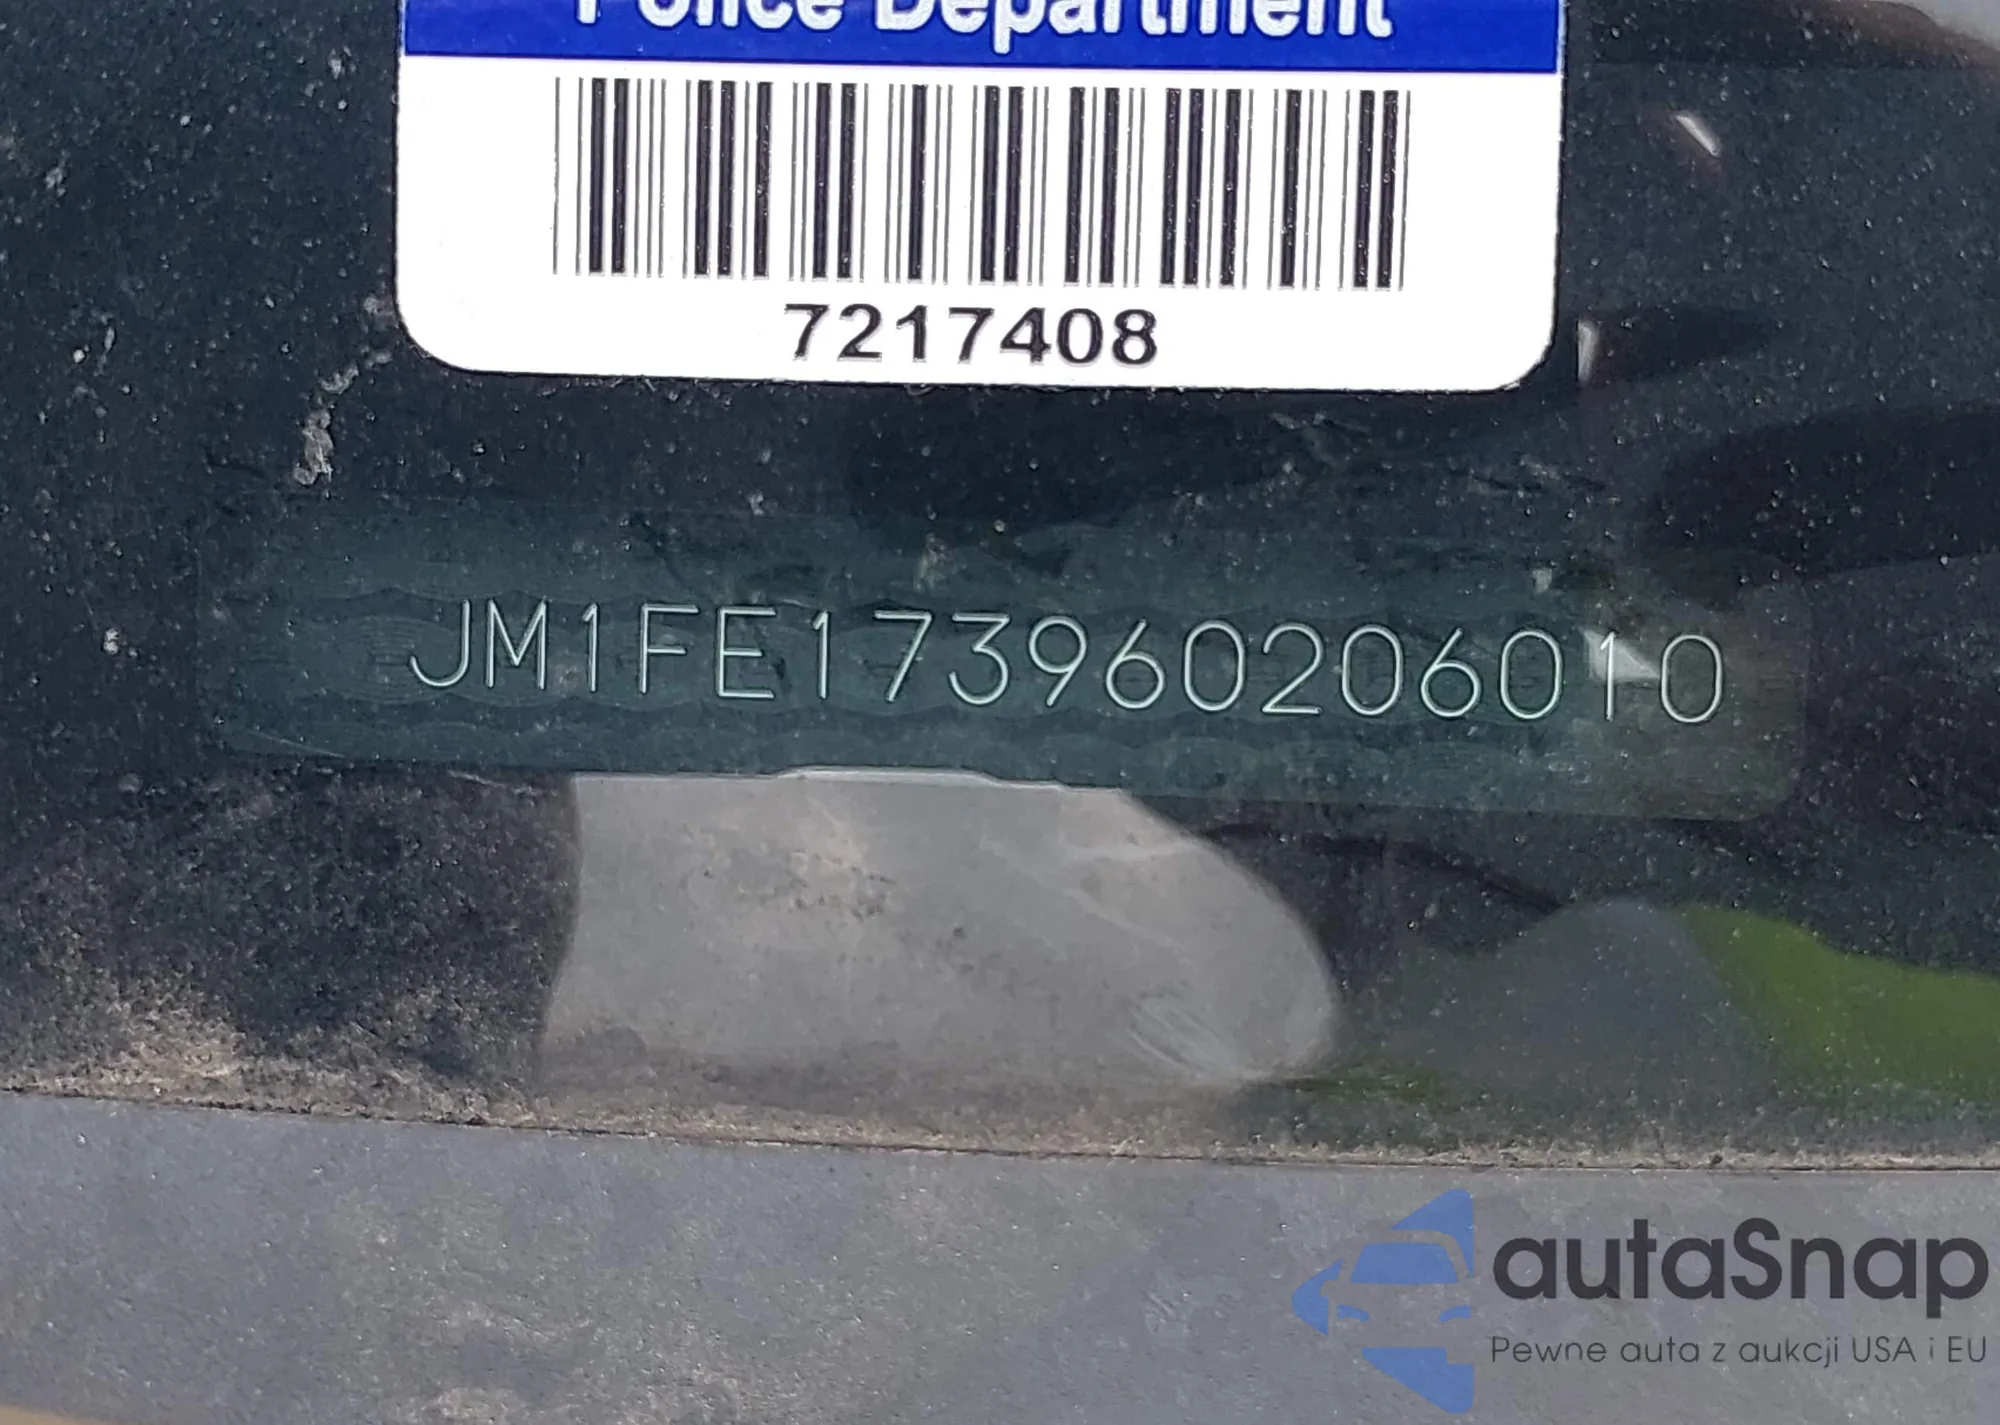 Police Department
7217408
JM1FE173960206010
autaSnap
Pewne auta z aukcji USA i EU